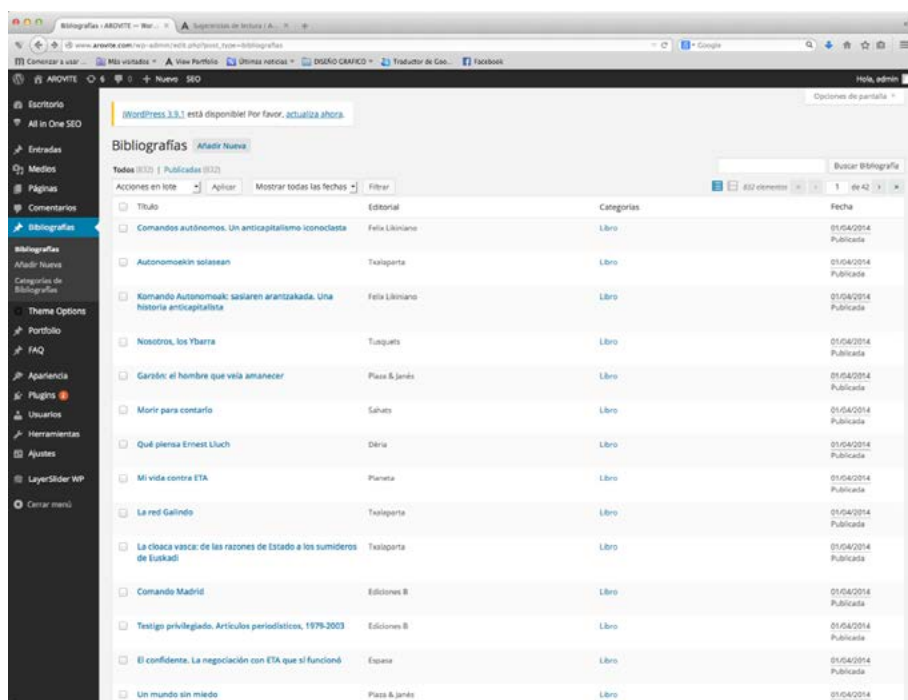 Bibliografías ‹ AROVITE — Wor...
www.arovite.com/wp-admin/edit.php?post_type=bibliografias
Google
Comenzar a usar ...
Más visitados
View Portfolio
Últimas noticias
DISEÑO GRAFICO
Traductor de Goo...
Facebook
AROVITE 6 0 + Nuevo SEO
Hola, admin
Opciones de pantalla
¡WordPress 3.9.1 está disponible! Por favor, actualiza ahora.
Escritorio
All in One SEO
Entradas
Medios
Páginas
Comentarios
Bibliografías
Bibliografías
Añadir Nueva
Categorías de
Bibliografías
Theme Options
Portfolio
FAQ
Apariencia
Plugins 2
Usuarios
Herramientas
Ajustes
LayerSlider WP
Cerrar menú
Bibliografías Añadir Nueva
Todos (832) | Publicadas (832)
Buscar Bibliografía
Acciones en lote Aplicar Mostrar todas las fechas Filtrar
832 elementos « ‹ 1 de 42 › »
Título Editorial Categorías Fecha
Comandos autónomos. Un anticapitalismo iconoclasta Felix Likiniano Libro 01/04/2014
Publicada
Autonomoekin solasean Txalaparta Libro 01/04/2014
Publicada
Komando Autonomoak: sasiaren arantzakada. Una Felix Likiniano Libro 01/04/2014
historia anticapitalista Publicada
Nosotros, los Ybarra Tusquets Libro 01/04/2014
Publicada
Garzón: el hombre que veía amanecer Plaza & Janés Libro 01/04/2014
Publicada
Morir para contarlo Sahats Libro 01/04/2014
Publicada
Qué piensa Ernest Lluch Dèria Libro 01/04/2014
Publicada
Mi vida contra ETA Planeta Libro 01/04/2014
Publicada
La red Galindo Txalaparta Libro 01/04/2014
Publicada
La cloaca vasca: de las razones de Estado a los sumideros Txalaparta Libro 01/04/2014
de Euskadi Publicada
Comando Madrid Ediciones B Libro 01/04/2014
Publicada
Testigo privilegiado. Artículos periodísticos, 1979-2003 Ediciones B Libro 01/04/2014
Publicada
El confidente. La negociación con ETA que sí funcionó Espasa Libro 01/04/2014
Publicada
Un mundo sin miedo Plaza & Janés Libro 01/04/2014